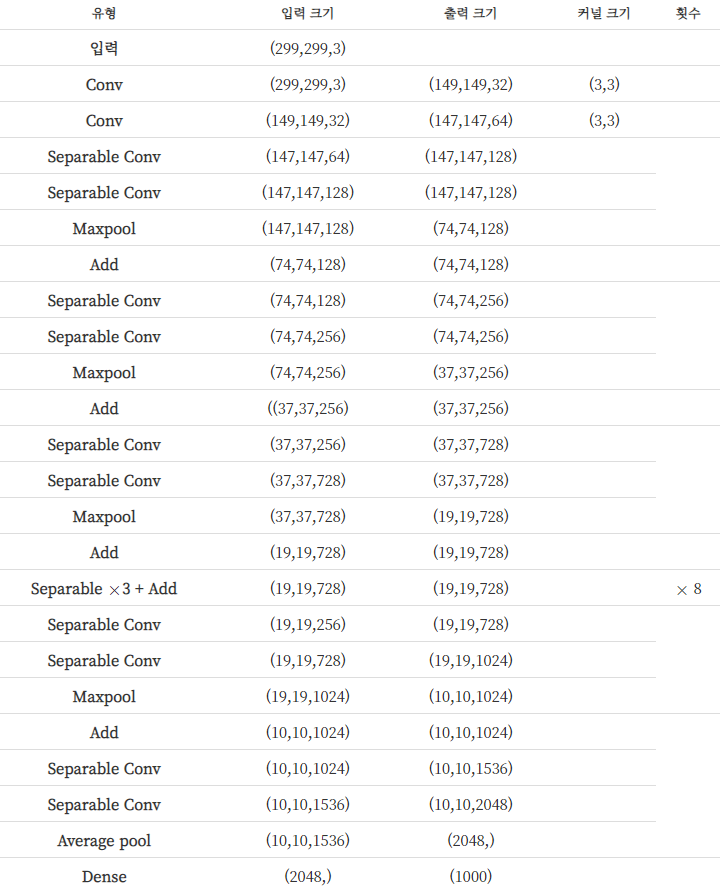 유형 입력 크기 출력 크기 커널 크기 횟수
입력 (299,299,3)
Conv (299,299,3) (149,149,32) (3,3)
Conv (149,149,32) (147,147,64) (3,3)
Separable Conv (147,147,64) (147,147,128)
Separable Conv (147,147,128) (147,147,128)
Maxpool (147,147,128) (74,74,128)
Add (74,74,128) (74,74,128)
Separable Conv (74,74,128) (74,74,256)
Separable Conv (74,74,256) (74,74,256)
Maxpool (74,74,256) (37,37,256)
Add ((37,37,256) (37,37,256)
Separable Conv (37,37,256) (37,37,728)
Separable Conv (37,37,728) (37,37,728)
Maxpool (37,37,728) (19,19,728)
Add (19,19,728) (19,19,728)
Separable ×3 + Add (19,19,728) (19,19,728) × 8
Separable Conv (19,19,256) (19,19,728)
Separable Conv (19,19,728) (19,19,1024)
Maxpool (19,19,1024) (10,10,1024)
Add (10,10,1024) (10,10,1024)
Separable Conv (10,10,1024) (10,10,1536)
Separable Conv (10,10,1536) (10,10,2048)
Average pool (10,10,1536) (2048,)
Dense (2048,) (1000)